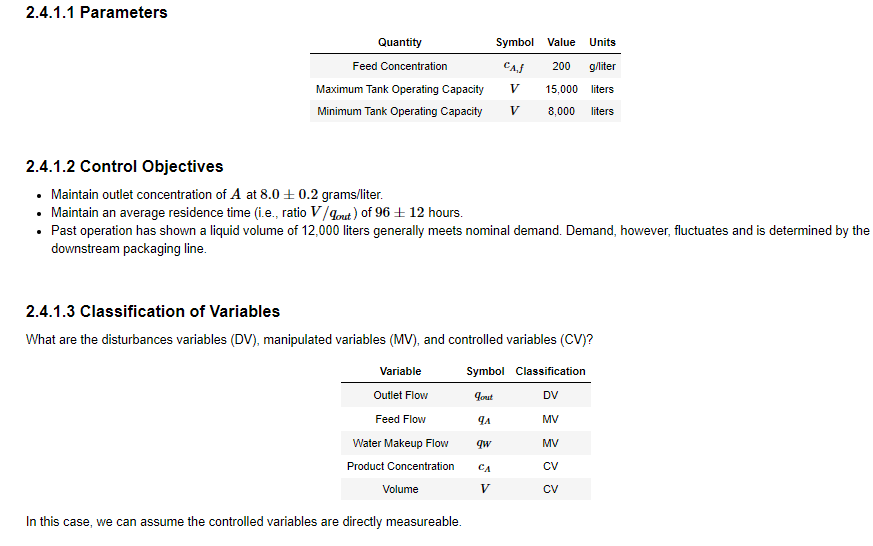 2.4.1.1 Parameters
Quantity Symbol Value Units
Feed Concentration c_{A,f} 200 g/liter
Maximum Tank Operating Capacity V 15,000 liters
Minimum Tank Operating Capacity V 8,000 liters
2.4.1.2 Control Objectives
• Maintain outlet concentration of A at 8.0 ± 0.2 grams/liter.
• Maintain an average residence time (i.e., ratio V/q_{out}) of 96 ± 12 hours.
• Past operation has shown a liquid volume of 12,000 liters generally meets nominal demand. Demand, however, fluctuates and is determined by the
downstream packaging line.
2.4.1.3 Classification of Variables
What are the disturbances variables (DV), manipulated variables (MV), and controlled variables (CV)?
Variable Symbol Classification
Outlet Flow q_{out} DV
Feed Flow q_A MV
Water Makeup Flow q_W MV
Product Concentration c_A CV
Volume V CV
In this case, we can assume the controlled variables are directly measureable.